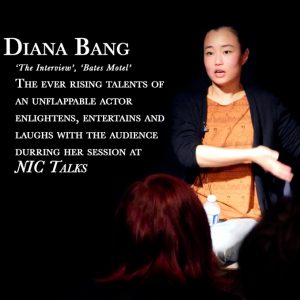 Diana Bang
'The Interview', 'Bates Motel'
The ever rising talents of
an unflappable actor
enlightens, entertains and
laughs with the audience
durring her session at
NIC Talks